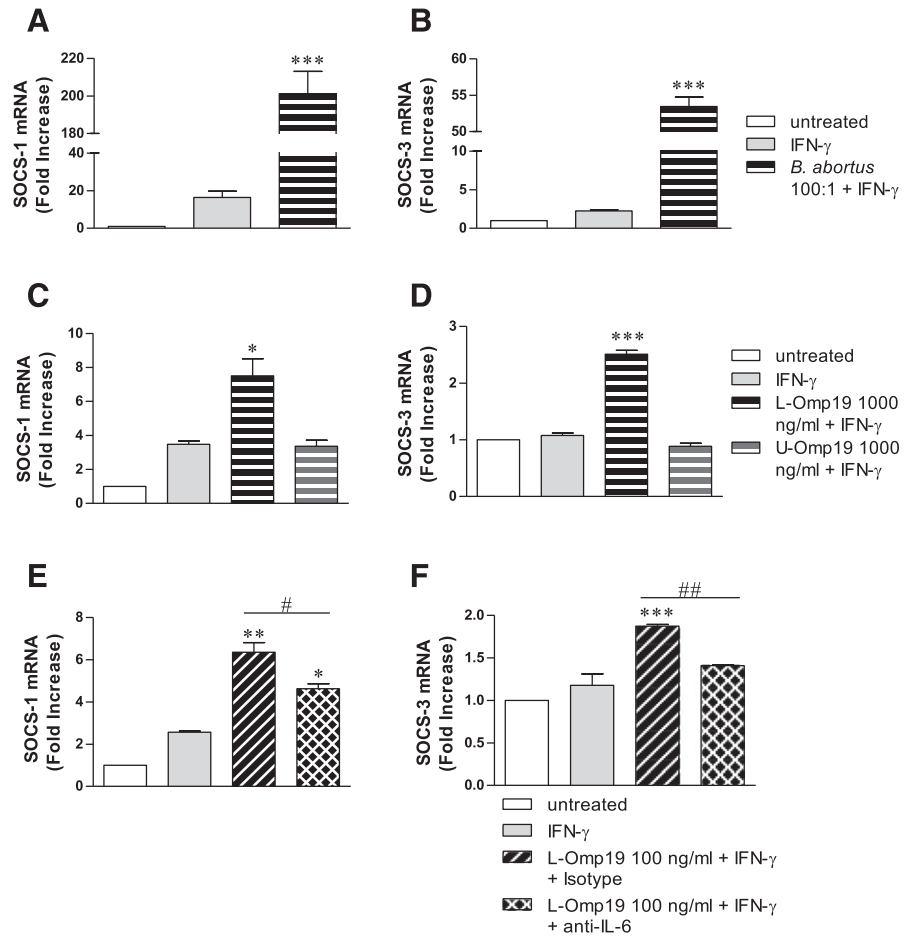 A
SOCS-1 mRNA
(Fold Increase)
220
200
180
40
20
0
***
B
SOCS-3 mRNA
(Fold Increase)
60
55
50
10
5
0
***
untreated
IFN-γ
B. abortus
100:1 + IFN-γ
C
SOCS-1 mRNA
(Fold Increase)
10
8
6
4
2
0
*
D
SOCS-3 mRNA
(Fold Increase)
3
2
1
0
***
untreated
IFN-γ
L-Omp19 1000
ng/ml + IFN-γ
U-Omp19 1000
ng/ml + IFN-γ
E
SOCS-1 mRNA
(Fold Increase)
8
6
4
2
0
#
**
*
F
SOCS-3 mRNA
(Fold Increase)
2.0
1.5
1.0
0.5
0.0
##
***
untreated
IFN-γ
L-Omp19 100 ng/ml + IFN-γ
+ Isotype
L-Omp19 100 ng/ml + IFN-γ
+ anti-IL-6